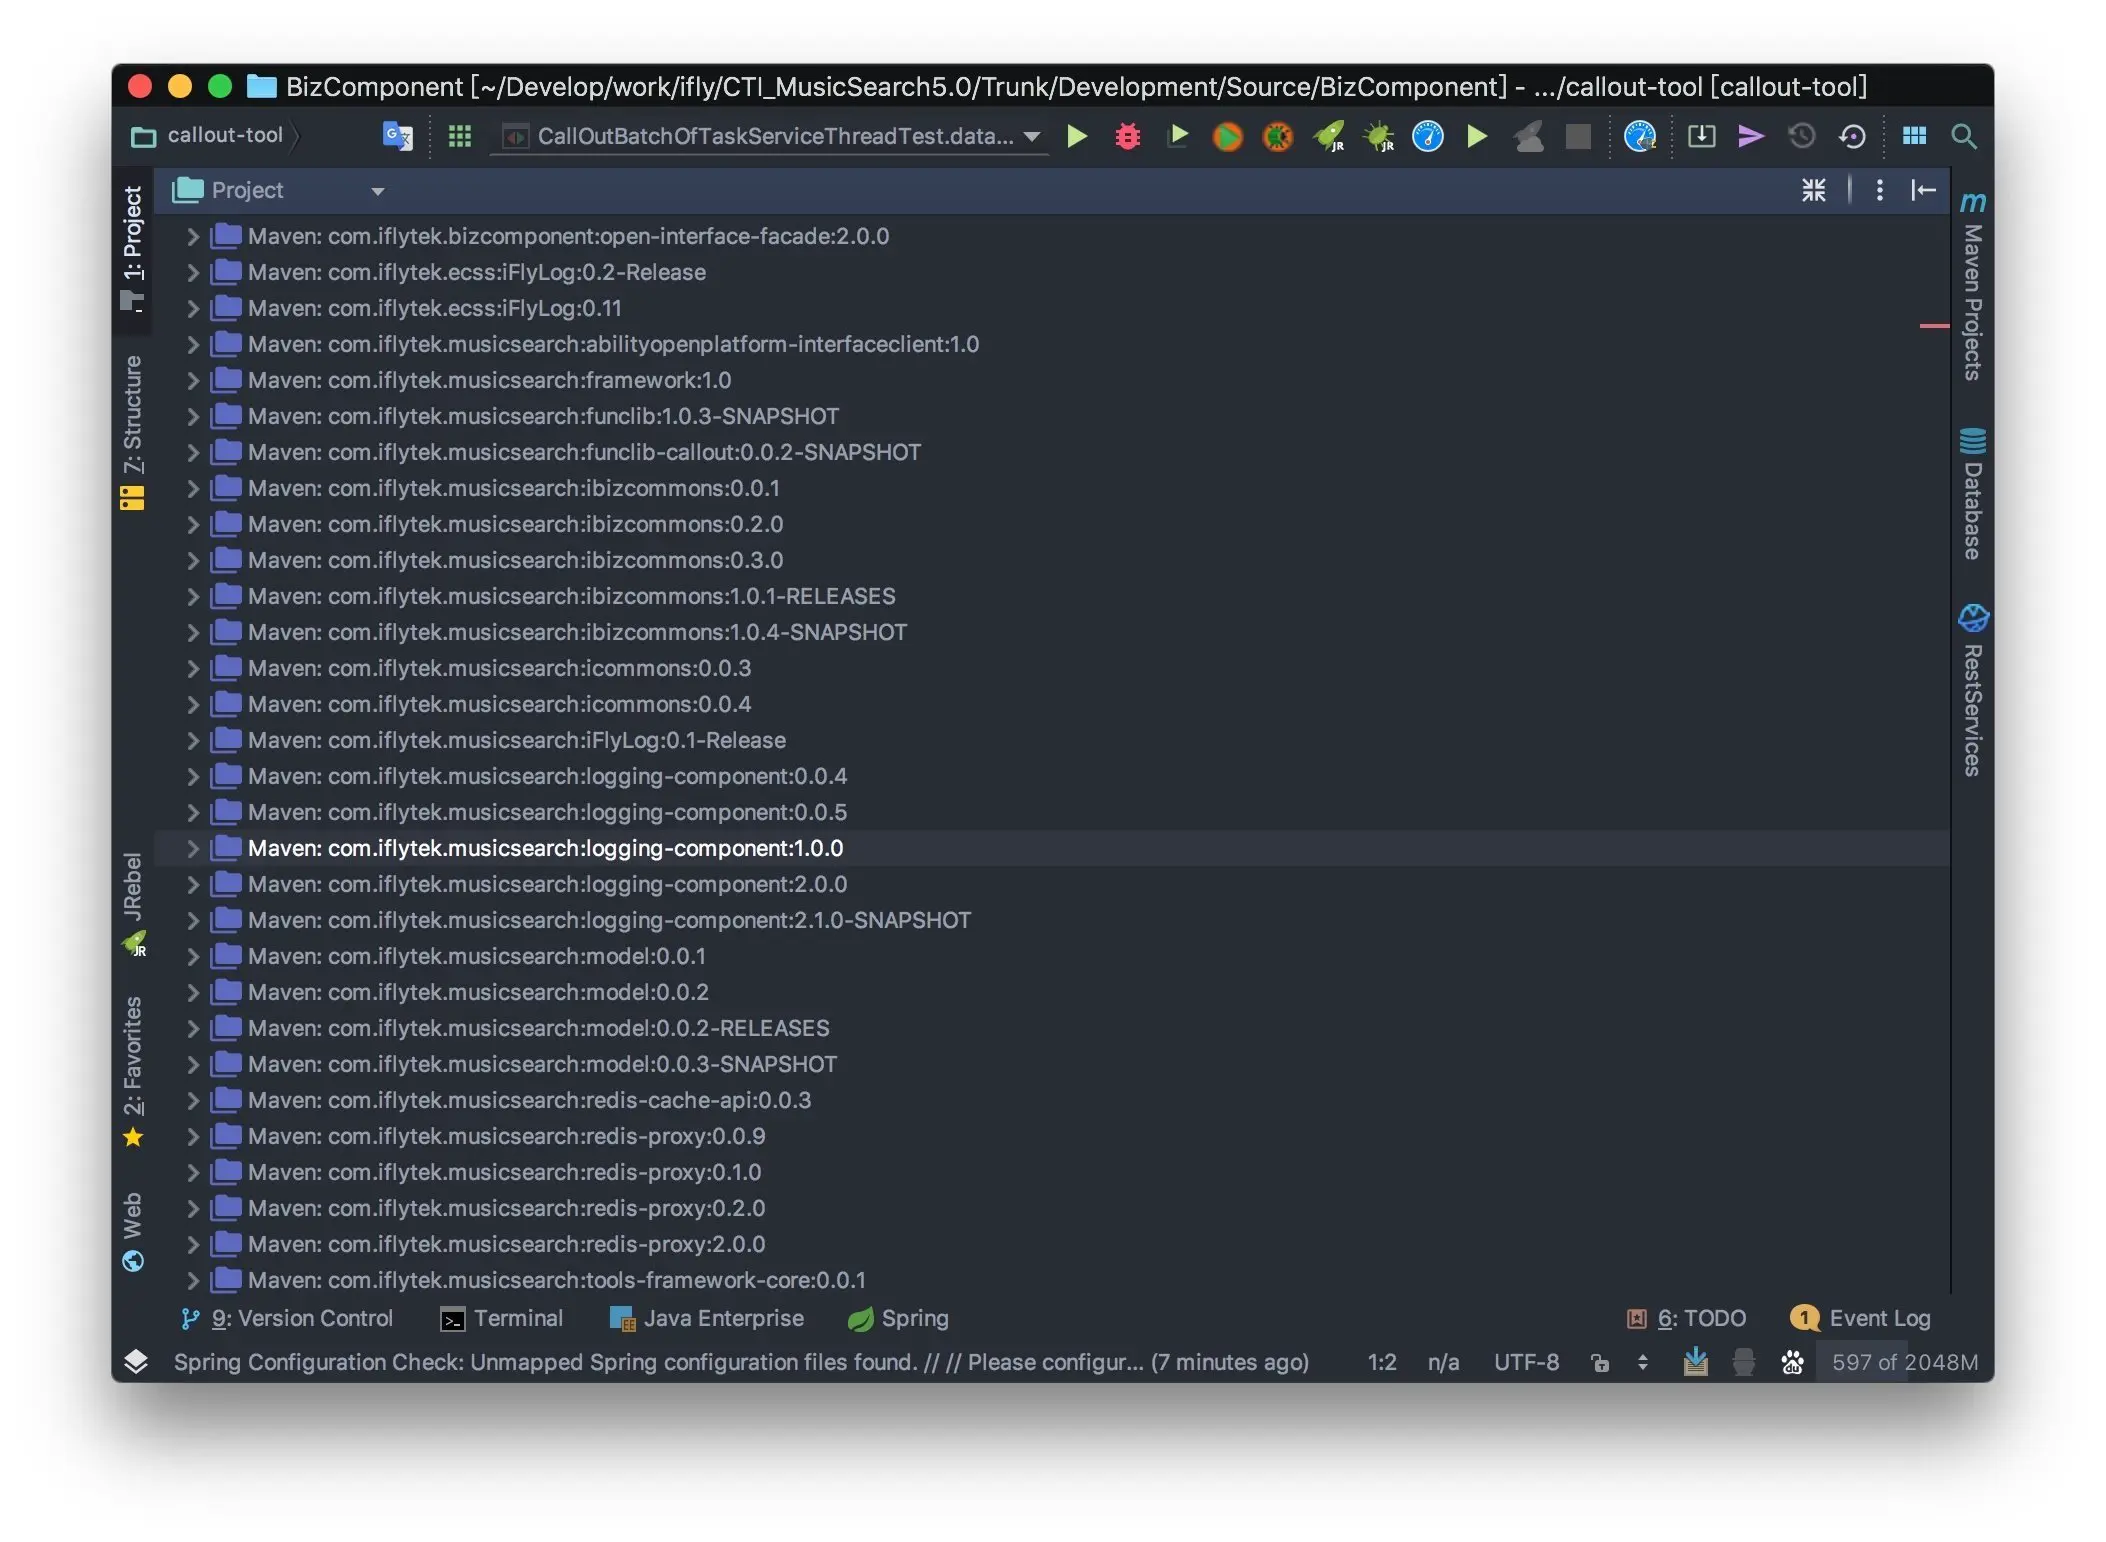 BizComponent [~/Develop/work/ifly/CTI_MusicSearch5.0/Trunk/Development/Source/BizComponent] - .../callout-tool [callout-tool]
callout-tool CallOutBatchOfTaskServiceThreadTest.data...
Project
Maven: com.iflytek.bizcomponent:open-interface-facade:2.0.0
Maven: com.iflytek.ecss:iFlyLog:0.2-Release
Maven: com.iflytek.ecss:iFlyLog:0.11
Maven: com.iflytek.musicsearch:abilityopenplatform-interfaceclient:1.0
Maven: com.iflytek.musicsearch:framework:1.0
Maven: com.iflytek.musicsearch:funclib:1.0.3-SNAPSHOT
Maven: com.iflytek.musicsearch:funclib-callout:0.0.2-SNAPSHOT
Maven: com.iflytek.musicsearch:ibizcommons:0.0.1
Maven: com.iflytek.musicsearch:ibizcommons:0.2.0
Maven: com.iflytek.musicsearch:ibizcommons:0.3.0
Maven: com.iflytek.musicsearch:ibizcommons:1.0.1-RELEASES
Maven: com.iflytek.musicsearch:ibizcommons:1.0.4-SNAPSHOT
Maven: com.iflytek.musicsearch:icommons:0.0.3
Maven: com.iflytek.musicsearch:icommons:0.0.4
Maven: com.iflytek.musicsearch:iFlyLog:0.1-Release
Maven: com.iflytek.musicsearch:logging-component:0.0.4
Maven: com.iflytek.musicsearch:logging-component:0.0.5
Maven: com.iflytek.musicsearch:logging-component:1.0.0
Maven: com.iflytek.musicsearch:logging-component:2.0.0
Maven: com.iflytek.musicsearch:logging-component:2.1.0-SNAPSHOT
Maven: com.iflytek.musicsearch:model:0.0.1
Maven: com.iflytek.musicsearch:model:0.0.2
Maven: com.iflytek.musicsearch:model:0.0.2-RELEASES
Maven: com.iflytek.musicsearch:model:0.0.3-SNAPSHOT
Maven: com.iflytek.musicsearch:redis-cache-api:0.0.3
Maven: com.iflytek.musicsearch:redis-proxy:0.0.9
Maven: com.iflytek.musicsearch:redis-proxy:0.1.0
Maven: com.iflytek.musicsearch:redis-proxy:0.2.0
Maven: com.iflytek.musicsearch:redis-proxy:2.0.0
Maven: com.iflytek.musicsearch:tools-framework-core:0.0.1
1: Project
7: Structure
JRebel
JR
2: Favorites
Web
Maven Projects
Database
RestServices
9: Version Control Terminal Java Enterprise Spring 6: TODO 1 Event Log
Spring Configuration Check: Unmapped Spring configuration files found. // // Please configur... (7 minutes ago) 1:2 n/a UTF-8 597 of 2048M